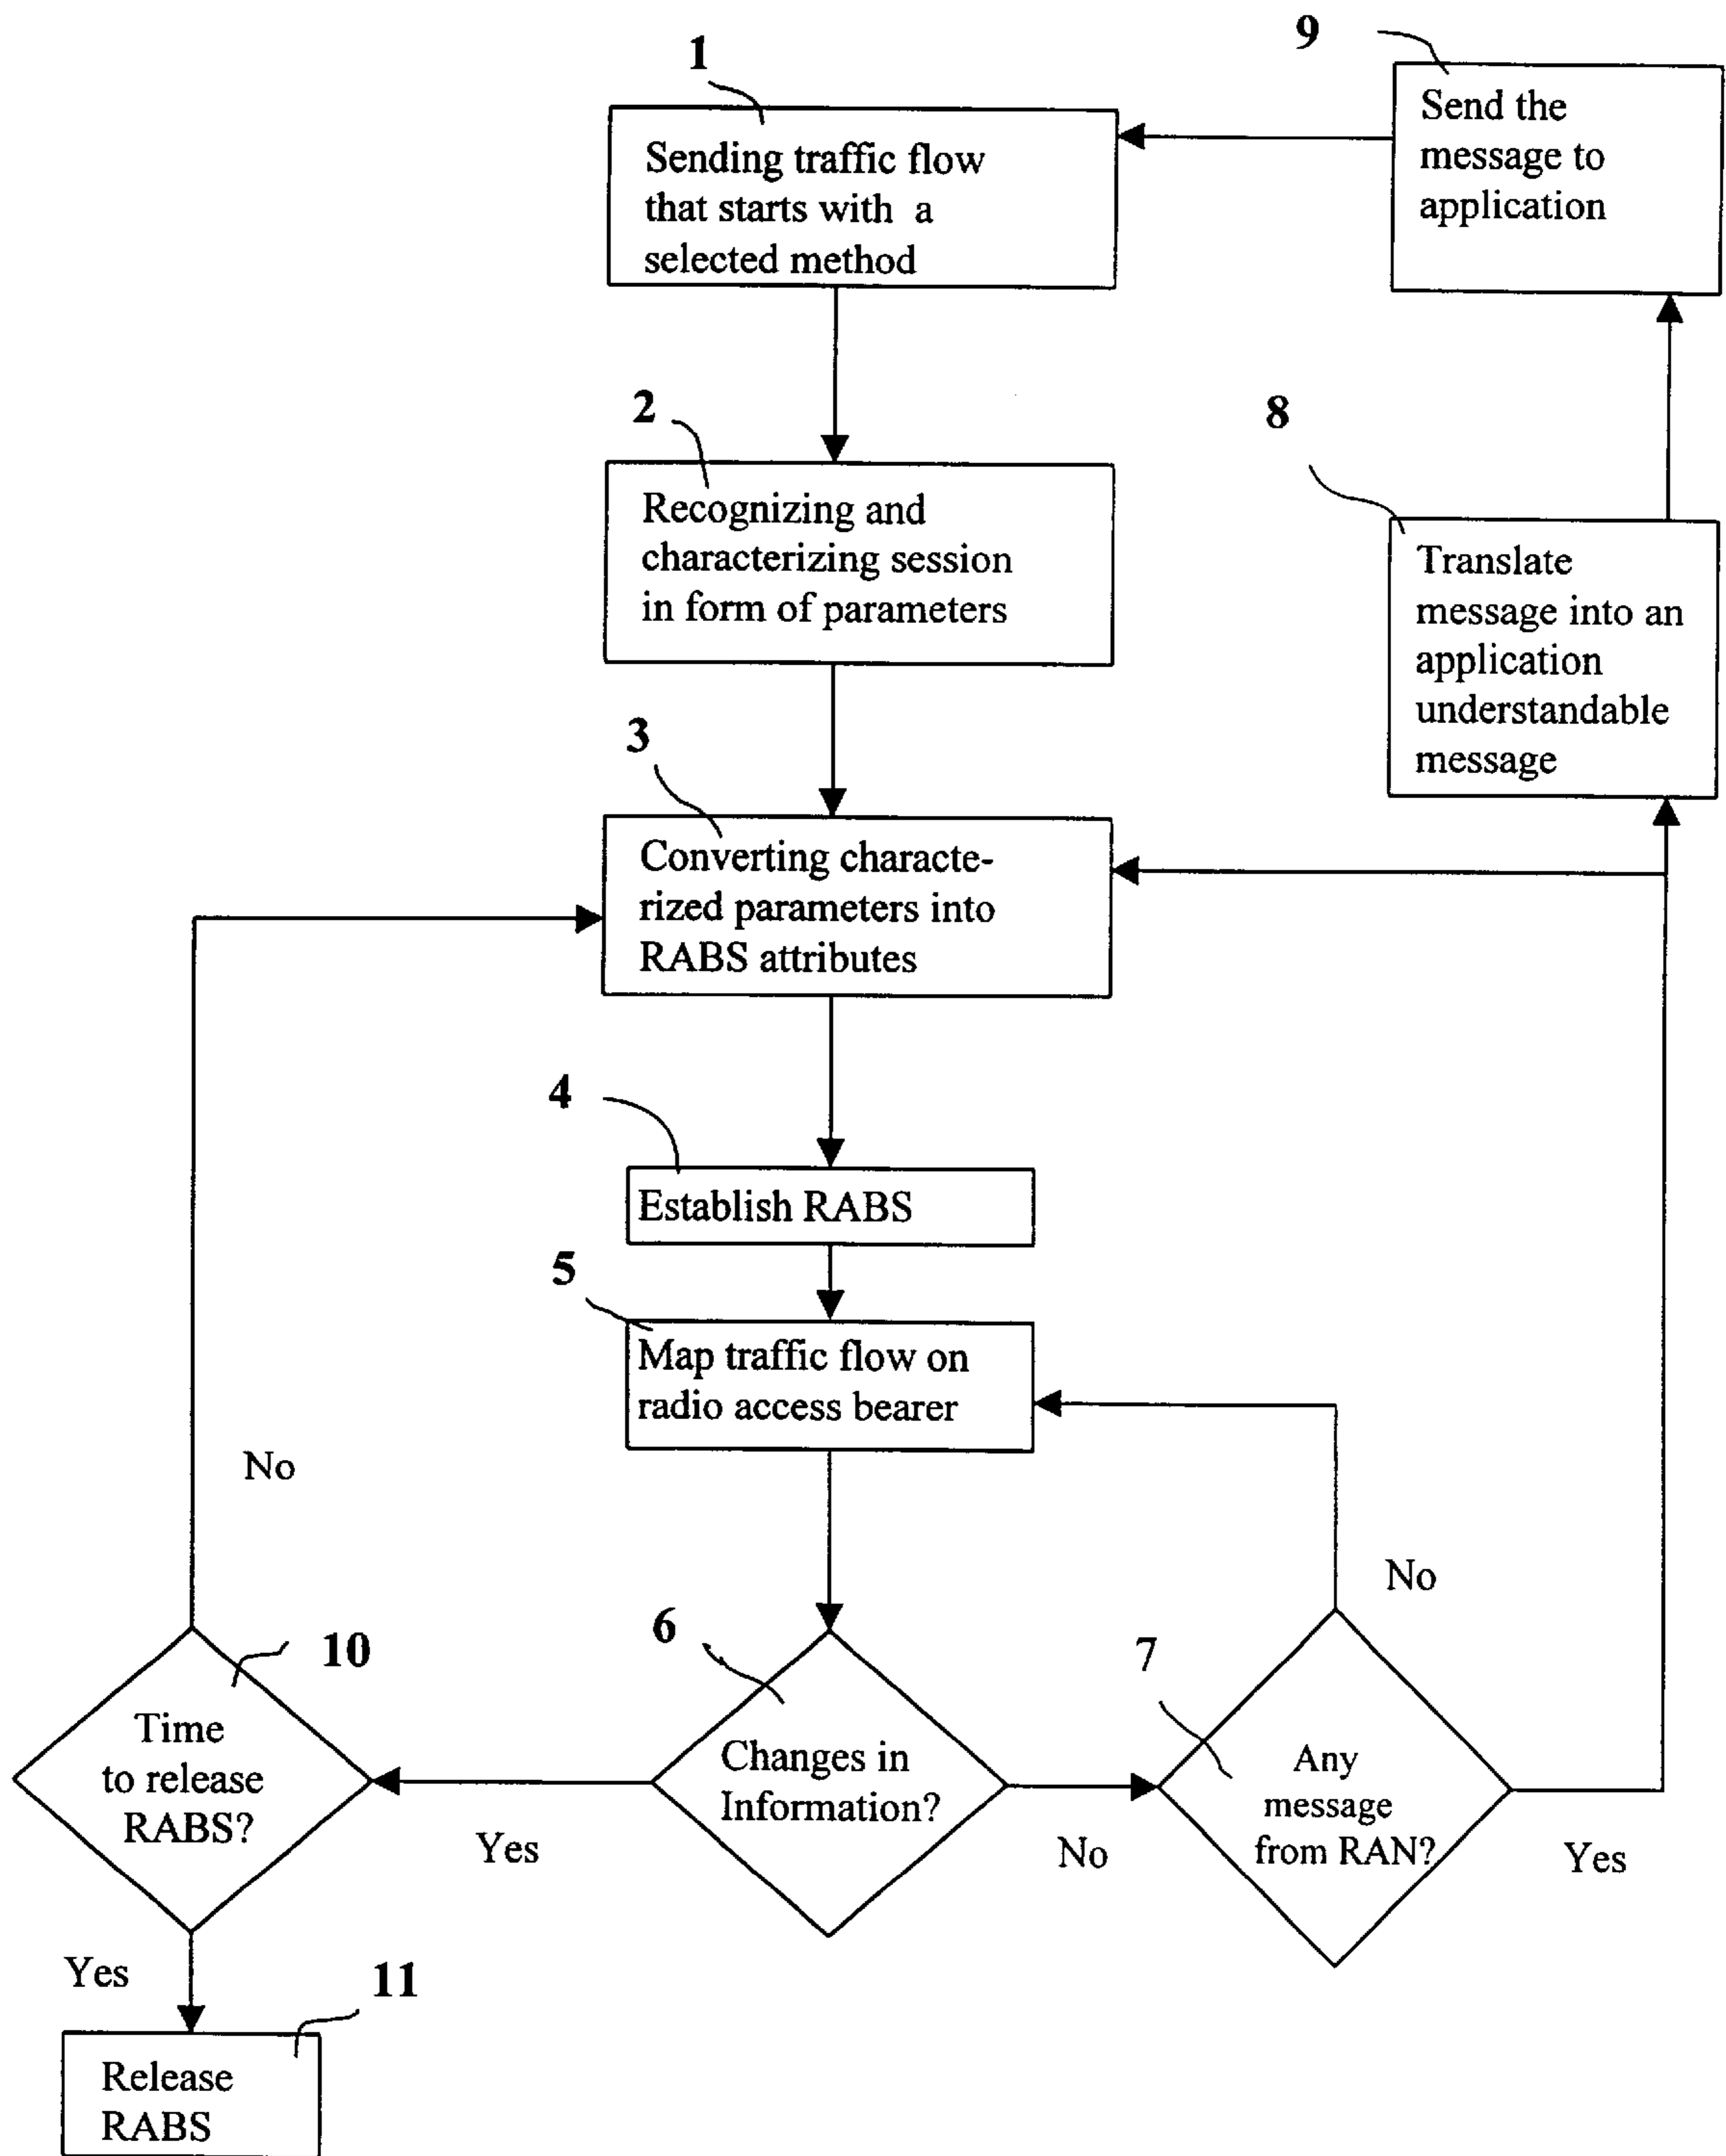 9
1
Send the
message to
application
Sending traffic flow
that starts with a
selected method
2
8
Recognizing and
characterizing session
in form of parameters
Translate
message into an
application
understandable
message
3
Converting characte-
rized parameters into
RABS attributes
4
Establish RABS
5
Map traffic flow on
radio access bearer
No
No
6
7
10
Time
to release
RABS?
Changes in
Information?
Any
message
from RAN?
Yes
No
Yes
Yes
11
Release
RABS